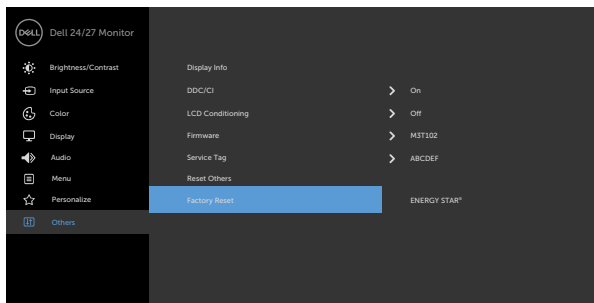 DELL Dell 24/27 Monitor
Brightness/Contrast Display Info
Input Source DDC/CI On
Color LCD Conditioning Off
Display Firmware M3T102
Audio Service Tag ABCDEF
Menu Reset Others
Personalize Factory Reset ENERGY STAR®
Others